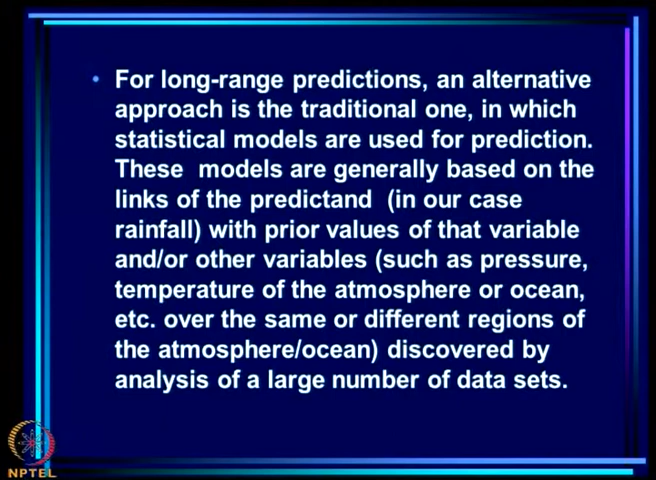 • For long-range predictions, an alternative
approach is the traditional one, in which
statistical models are used for prediction.
These models are generally based on the
links of the predictand (in our case
rainfall) with prior values of that variable
and/or other variables (such as pressure,
temperature of the atmosphere or ocean,
etc. over the same or different regions of
the atmosphere/ocean) discovered by
analysis of a large number of data sets.
NPTEL